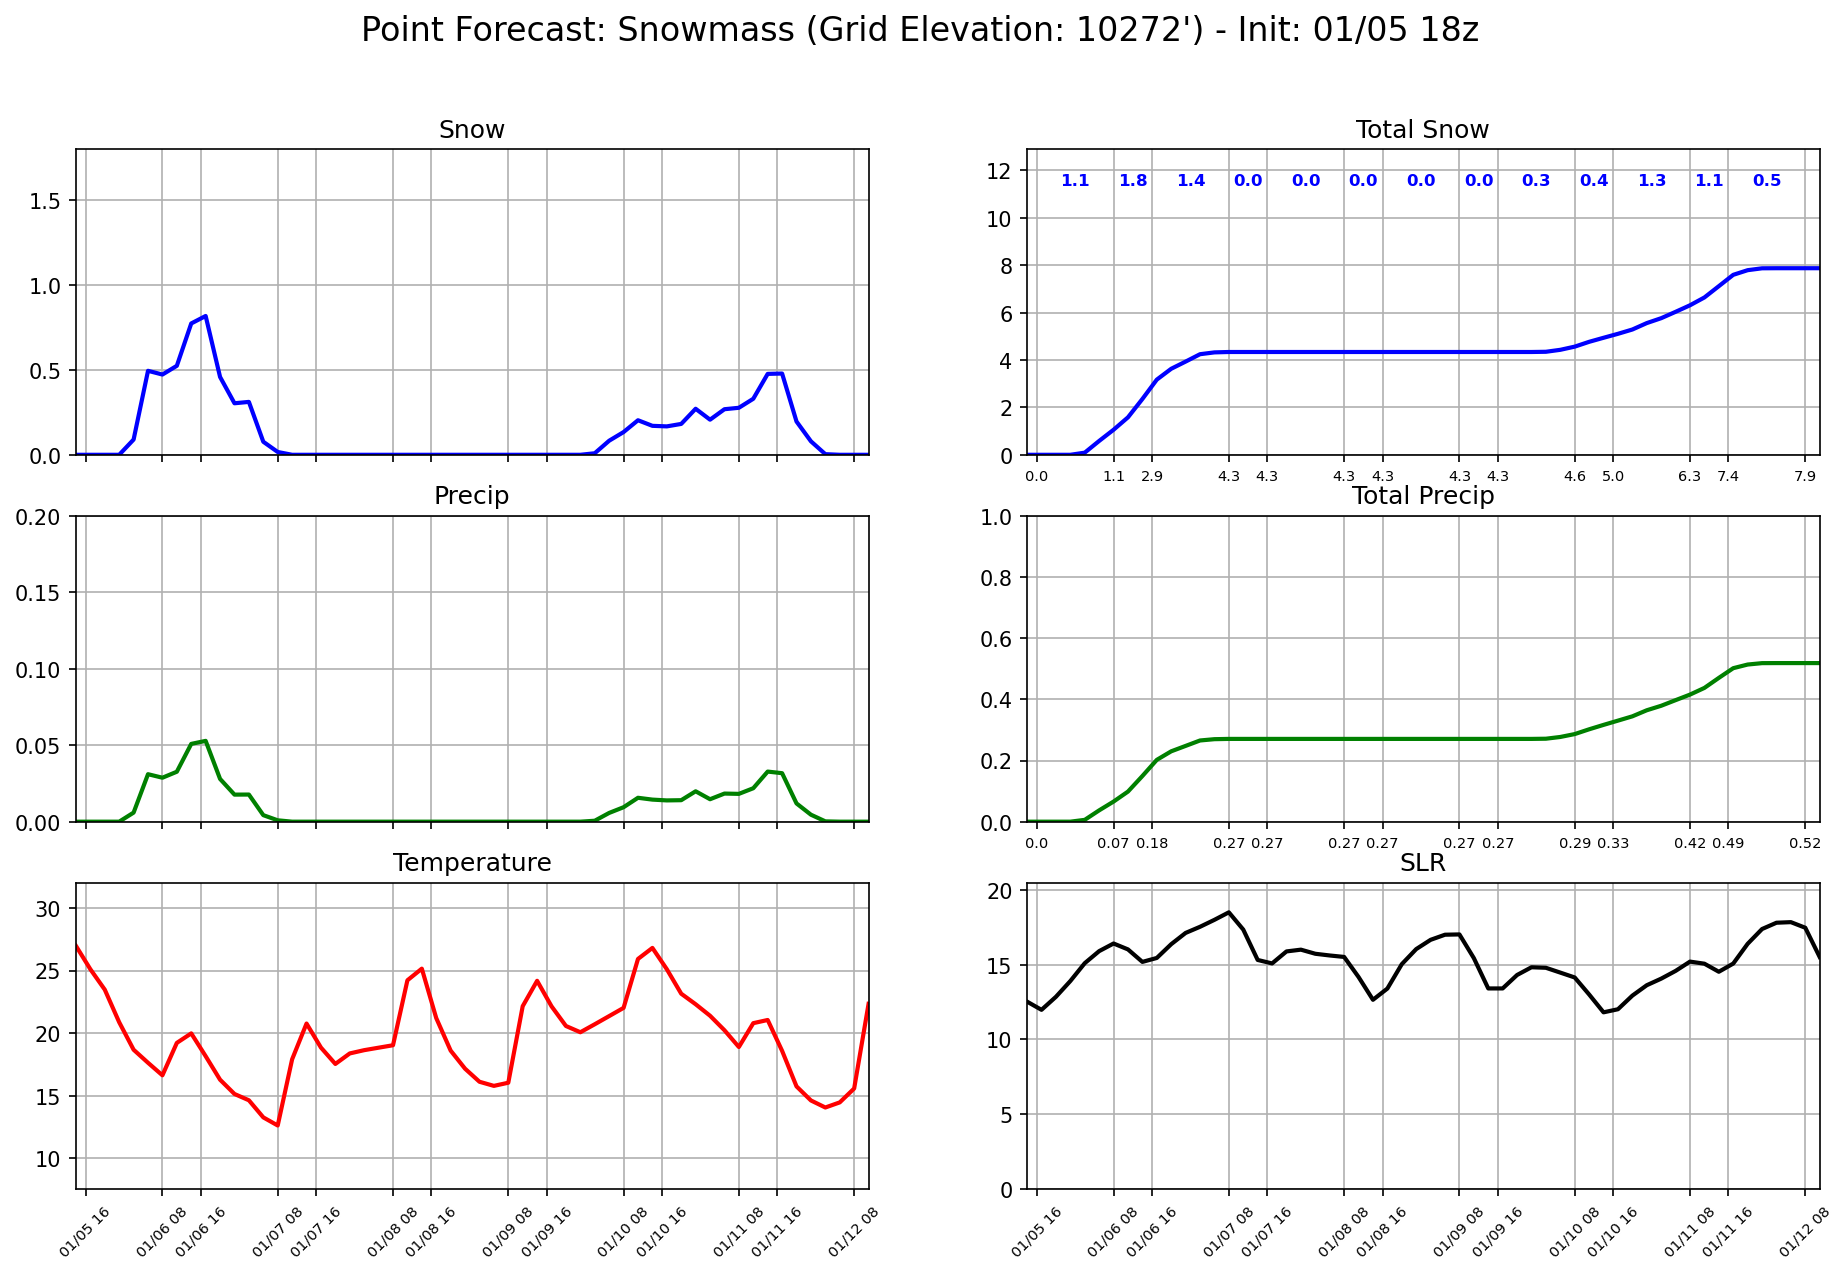 Point Forecast: Snowmass (Grid Elevation: 10272') - Init: 01/05 18z
Snow
1.5
1.0
0.5
0.0
Total Snow
12
10
8
6
4
2
0
1.1 1.8 1.4 0.0 0.0 0.0 0.0 0.0 0.3 0.4 1.3 1.1 0.5
0.0 1.1 2.9 4.3 4.3 4.3 4.3 4.3 4.3 4.6 5.0 6.3 7.4 7.9
Precip
0.20
0.15
0.10
0.05
0.00
Total Precip
1.0
0.8
0.6
0.4
0.2
0.0
0.0 0.07 0.18 0.27 0.27 0.27 0.27 0.27 0.27 0.29 0.33 0.42 0.49 0.52
Temperature
30
25
20
15
10
01/05 16 01/06 08 01/06 16 01/07 08 01/07 16 01/08 08 01/08 16 01/09 08 01/09 16 01/10 08 01/10 16 01/11 08 01/11 16 01/12 08
SLR
20
15
10
5
0
01/05 16 01/06 08 01/06 16 01/07 08 01/07 16 01/08 08 01/08 16 01/09 08 01/09 16 01/10 08 01/10 16 01/11 08 01/11 16 01/12 08